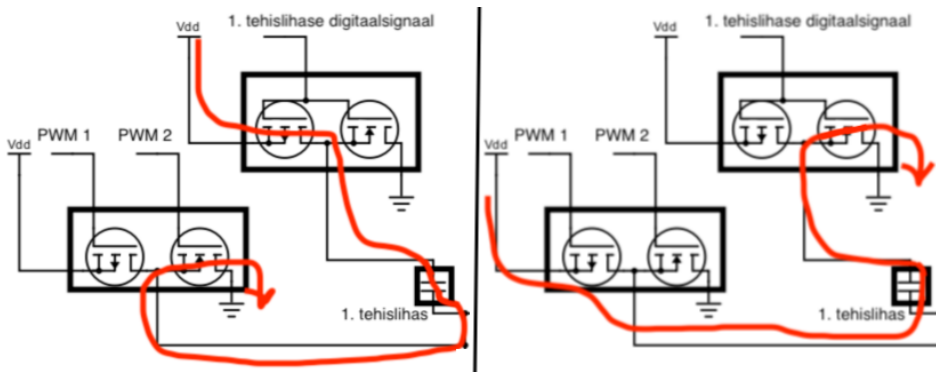 Vdd
1. tehislihase digitaalsignaal
Vdd
PWM 1
PWM 2
1. tehislihas
Vdd
1. tehislihase digitaalsignaal
Vdd
PWM 1
PWM 2
1. tehislihas